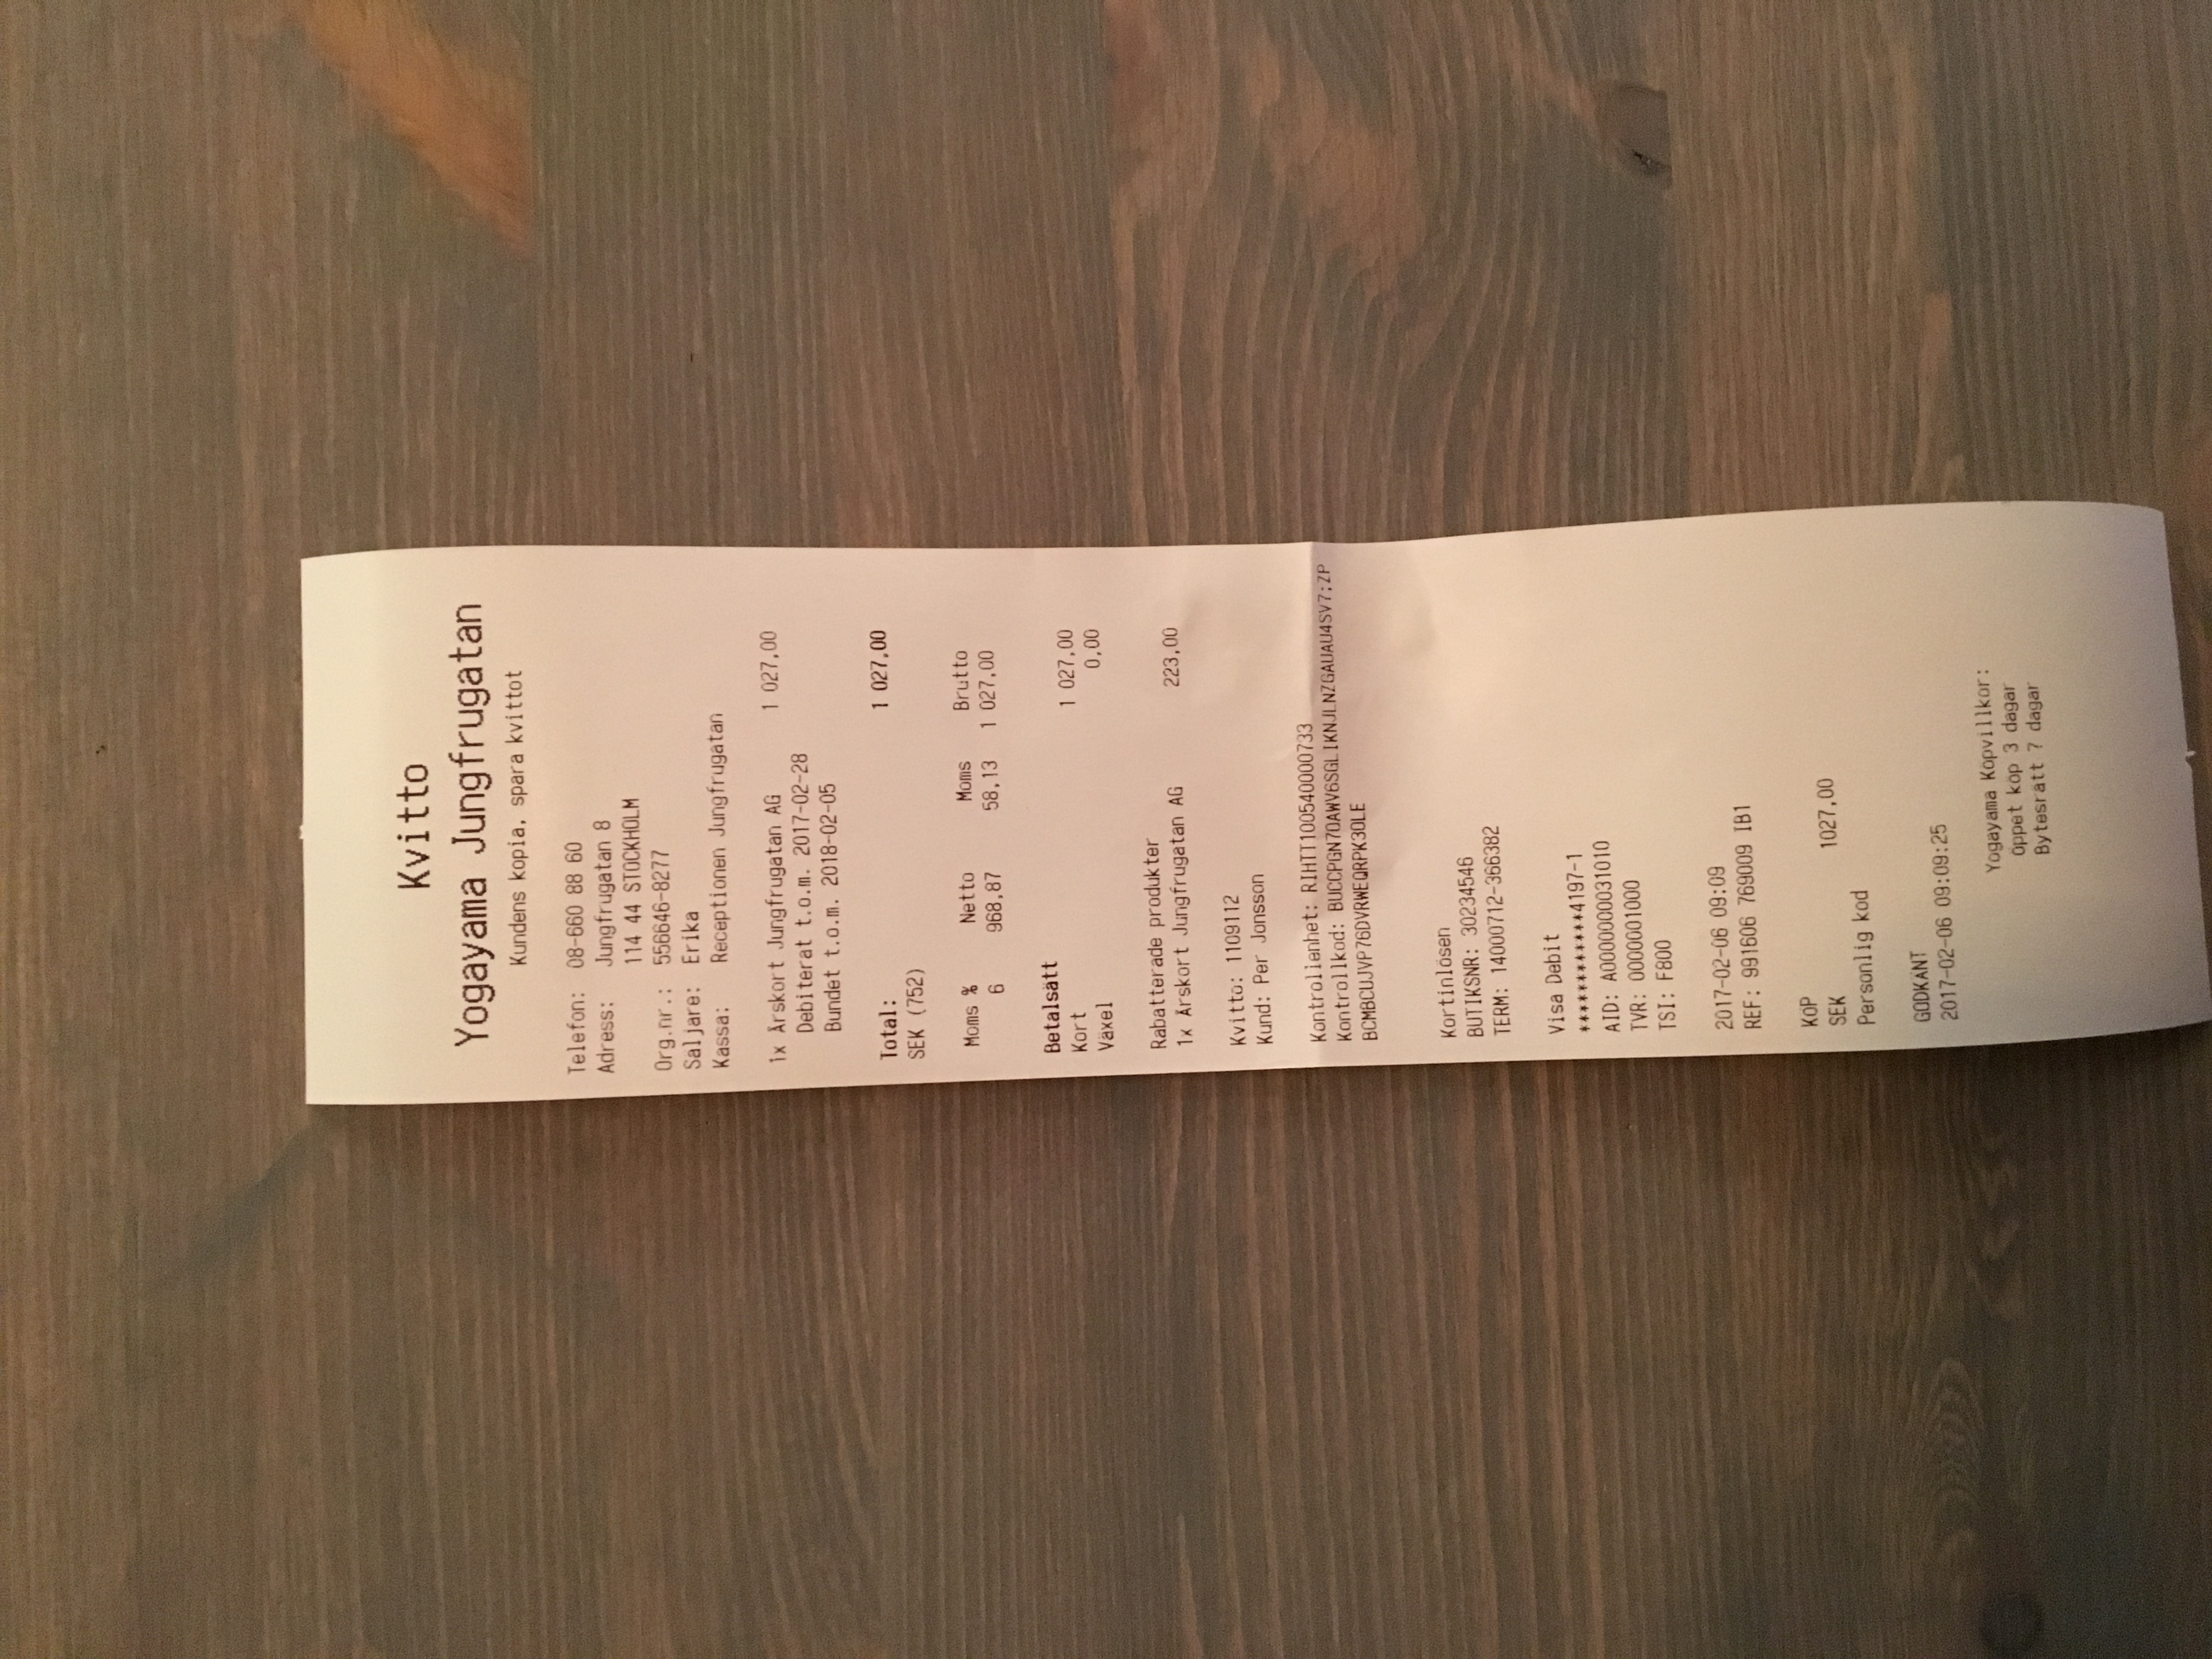 Kvitto
Yogayama Jungfrugatan
Kundens kopia, spara kvittot
Telefon: 08-660 88 60
Adress: Jungfrugatan 8
114 44 STOCKHOLM
Org.nr.: 556646-8277
Säljare: Erika
Kassa: Receptionen Jungfrugatan
1x Årskort Jungfrugatan AG 1 027,00
Debiterat t.o.m. 2017-02-28
Bundet t.o.m. 2018-02-05
Total: 1 027,00
SEK (752)
Moms % Netto Moms Brutto
6 968,87 58,13 1 027,00
Betalsätt
Kort 1 027,00
Växel 0,00
Rabatterade produkter
1x Årskort Jungfrugatan AG 223,00
Kvitto: 1109112
Kund: Per Jonsson
Kontrollenhet: RIHTT100540000733
Kontrollkod: BUCCPGN7OAWV6SGLIKNJLNZGAUAU4SV7;ZP
BCMBCUJVP76DVRWEQRPK3OLE
Kortinlösen
BUTIKSNR: 30234546
TERM: 14000712-366382
Visa Debit
************4197-1
AID: A0000000031010
TVR: 0000001000
TSI: F800
2017-02-06 09:09
REF: 991606 769009 IB1
KÖP
SEK 1027,00
Personlig kod
GODKÄNT
2017-02-06 09:09:25
Yogayama Köpvillkor:
Öppet köp 3 dagar
Bytesrätt 7 dagar